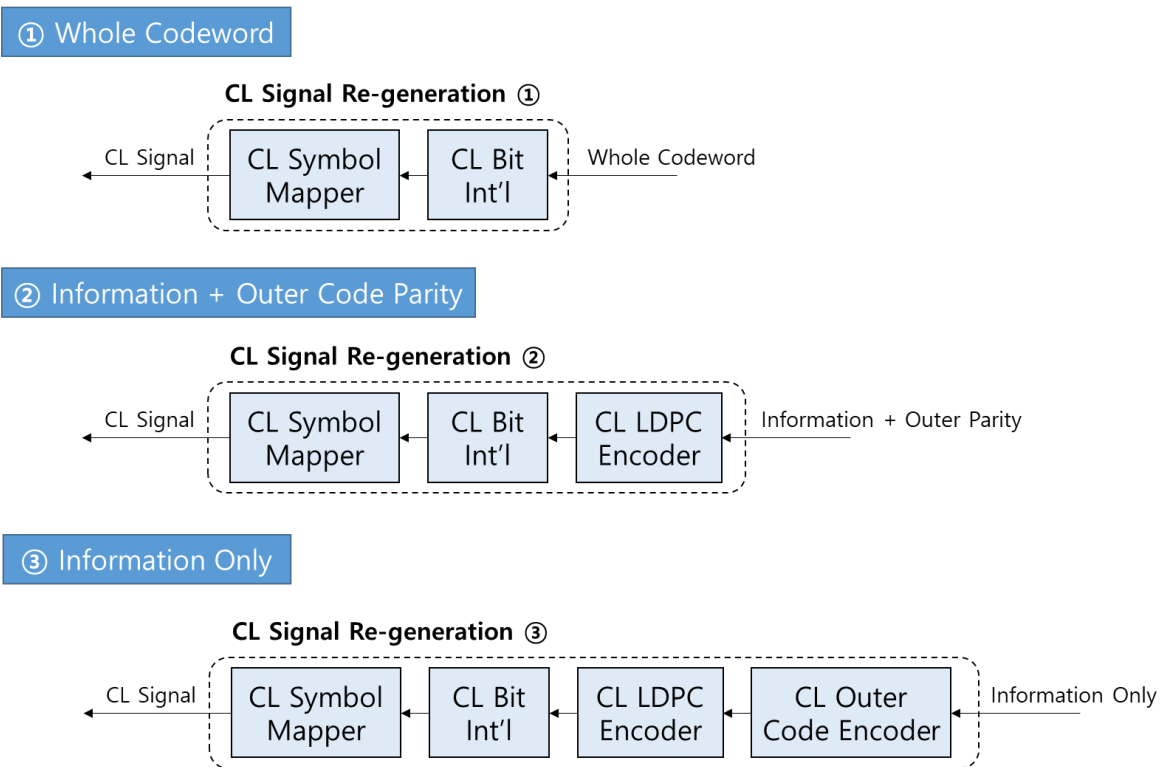 ① Whole Codeword
CL Signal Re-generation ①
CL Signal
CL Symbol
Mapper
CL Bit
Int'l
Whole Codeword
② Information + Outer Code Parity
CL Signal Re-generation ②
CL Signal
CL Symbol
Mapper
CL Bit
Int'l
CL LDPC
Encoder
Information + Outer Parity
③ Information Only
CL Signal Re-generation ③
CL Signal
CL Symbol
Mapper
CL Bit
Int'l
CL LDPC
Encoder
CL Outer
Code Encoder
Information Only